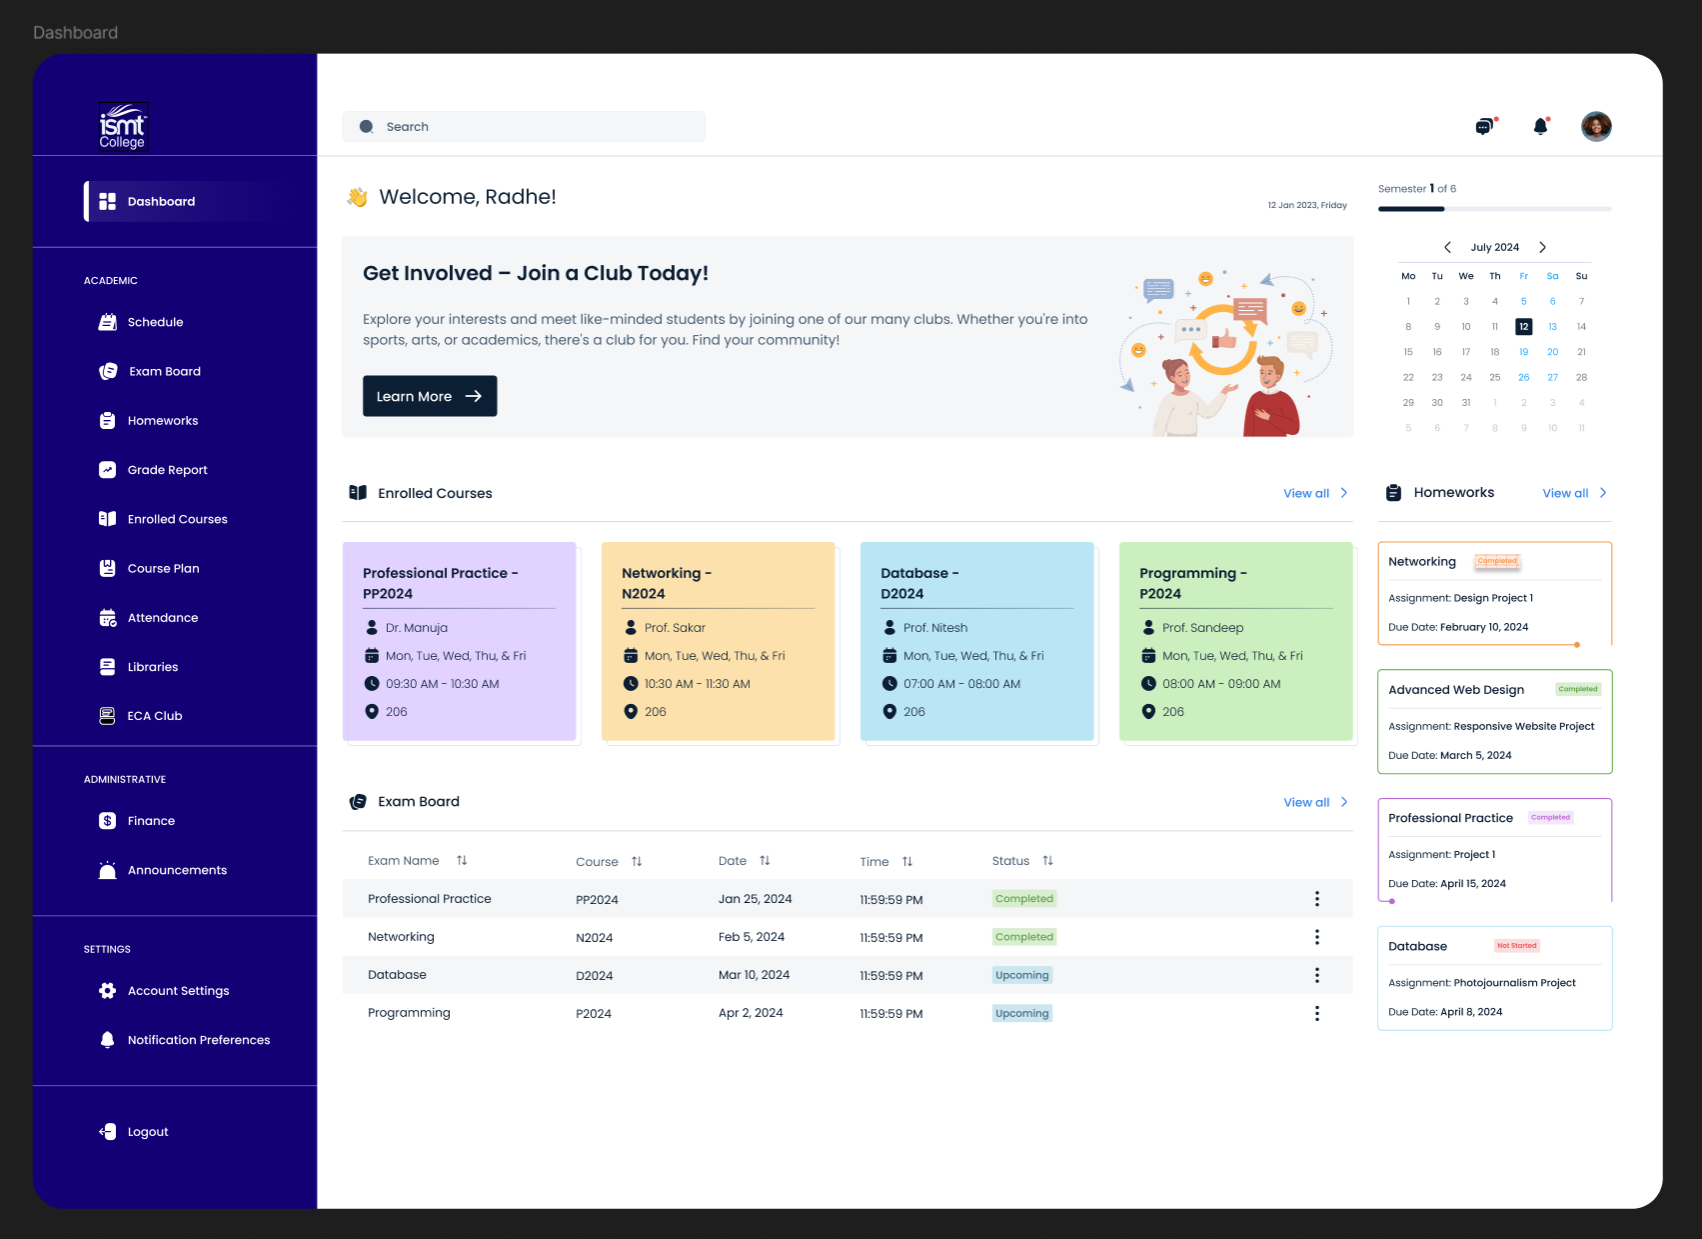 Dashboard
ismt
College
Dashboard
ACADEMIC
Schedule
Exam Board
Homeworks
Grade Report
Enrolled Courses
Course Plan
Attendance
Libraries
ECA Club
ADMINISTRATIVE
Finance
Announcements
SETTINGS
Account Settings
Notification Preferences
Logout
Search
👋 Welcome, Radhe!
12 Jan 2023, Friday
Get Involved – Join a Club Today!
Explore your interests and meet like-minded students by joining one of our many clubs. Whether you're into
sports, arts, or academics, there's a club for you. Find your community!
Learn More →
Enrolled Courses
View all >
Professional Practice -
PP2024
Dr. Manuja
Mon, Tue, Wed, Thu, & Fri
09:30 AM - 10:30 AM
206
Networking -
N2024
Prof. Sakar
Mon, Tue, Wed, Thu, & Fri
10:30 AM - 11:30 AM
206
Database -
D2024
Prof. Nitesh
Mon, Tue, Wed, Thu, & Fri
07:00 AM - 08:00 AM
206
Programming -
P2024
Prof. Sandeep
Mon, Tue, Wed, Thu, & Fri
08:00 AM - 09:00 AM
206
Exam Board
View all >
Exam Name Course Date Time Status
Professional Practice PP2024 Jan 25, 2024 11:59:59 PM Completed
Networking N2024 Feb 5, 2024 11:59:59 PM Completed
Database D2024 Mar 10, 2024 11:59:59 PM Upcoming
Programming P2024 Apr 2, 2024 11:59:59 PM Upcoming
Semester 1 of 6
< July 2024 >
Mo Tu We Th Fr Sa Su
1 2 3 4 5 6 7
8 9 10 11 12 13 14
15 16 17 18 19 20 21
22 23 24 25 26 27 28
29 30 31 1 2 3 4
5 6 7 8 9 10 11
Homeworks
View all >
Networking Completed
Assignment: Design Project 1
Due Date: February 10, 2024
Advanced Web Design Completed
Assignment: Responsive Website Project
Due Date: March 5, 2024
Professional Practice Completed
Assignment: Project 1
Due Date: April 15, 2024
Database Not Started
Assignment: Photojournalism Project
Due Date: April 8, 2024